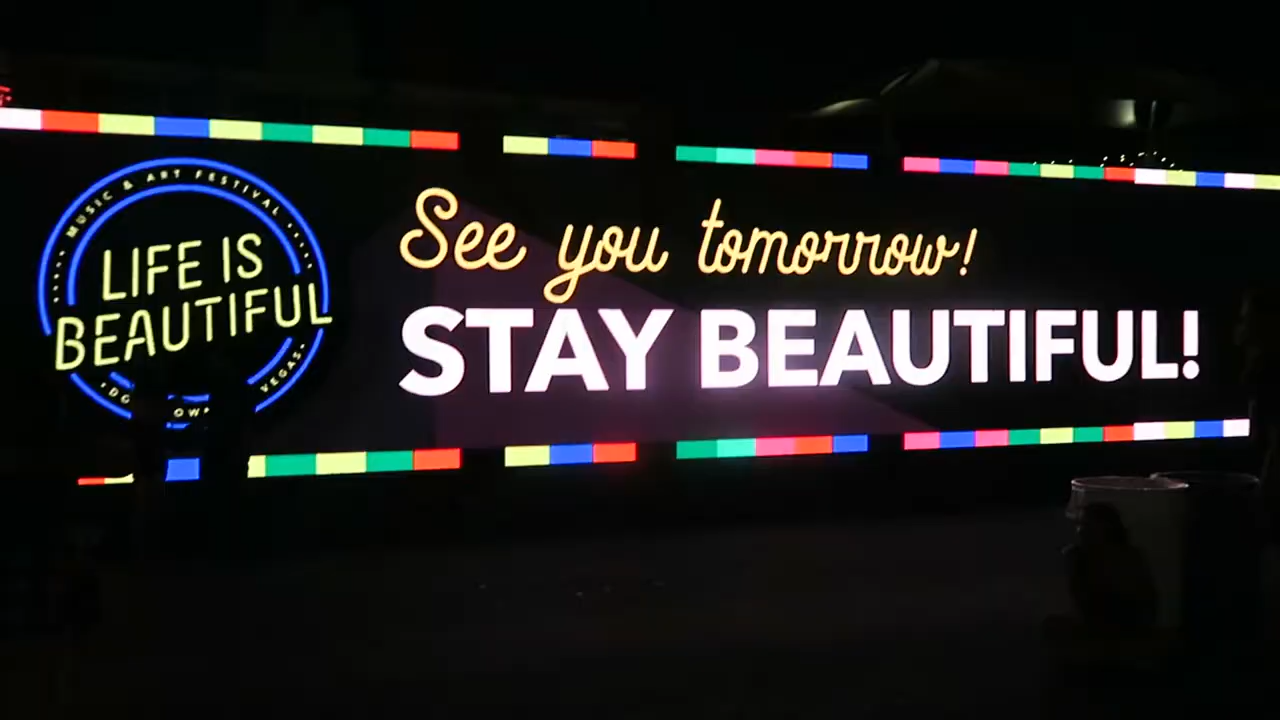 MUSIC & ART FESTIVAL
LIFE IS
BEAUTIFUL
VEGAS
See you tomorrow!
STAY BEAUTIFUL!